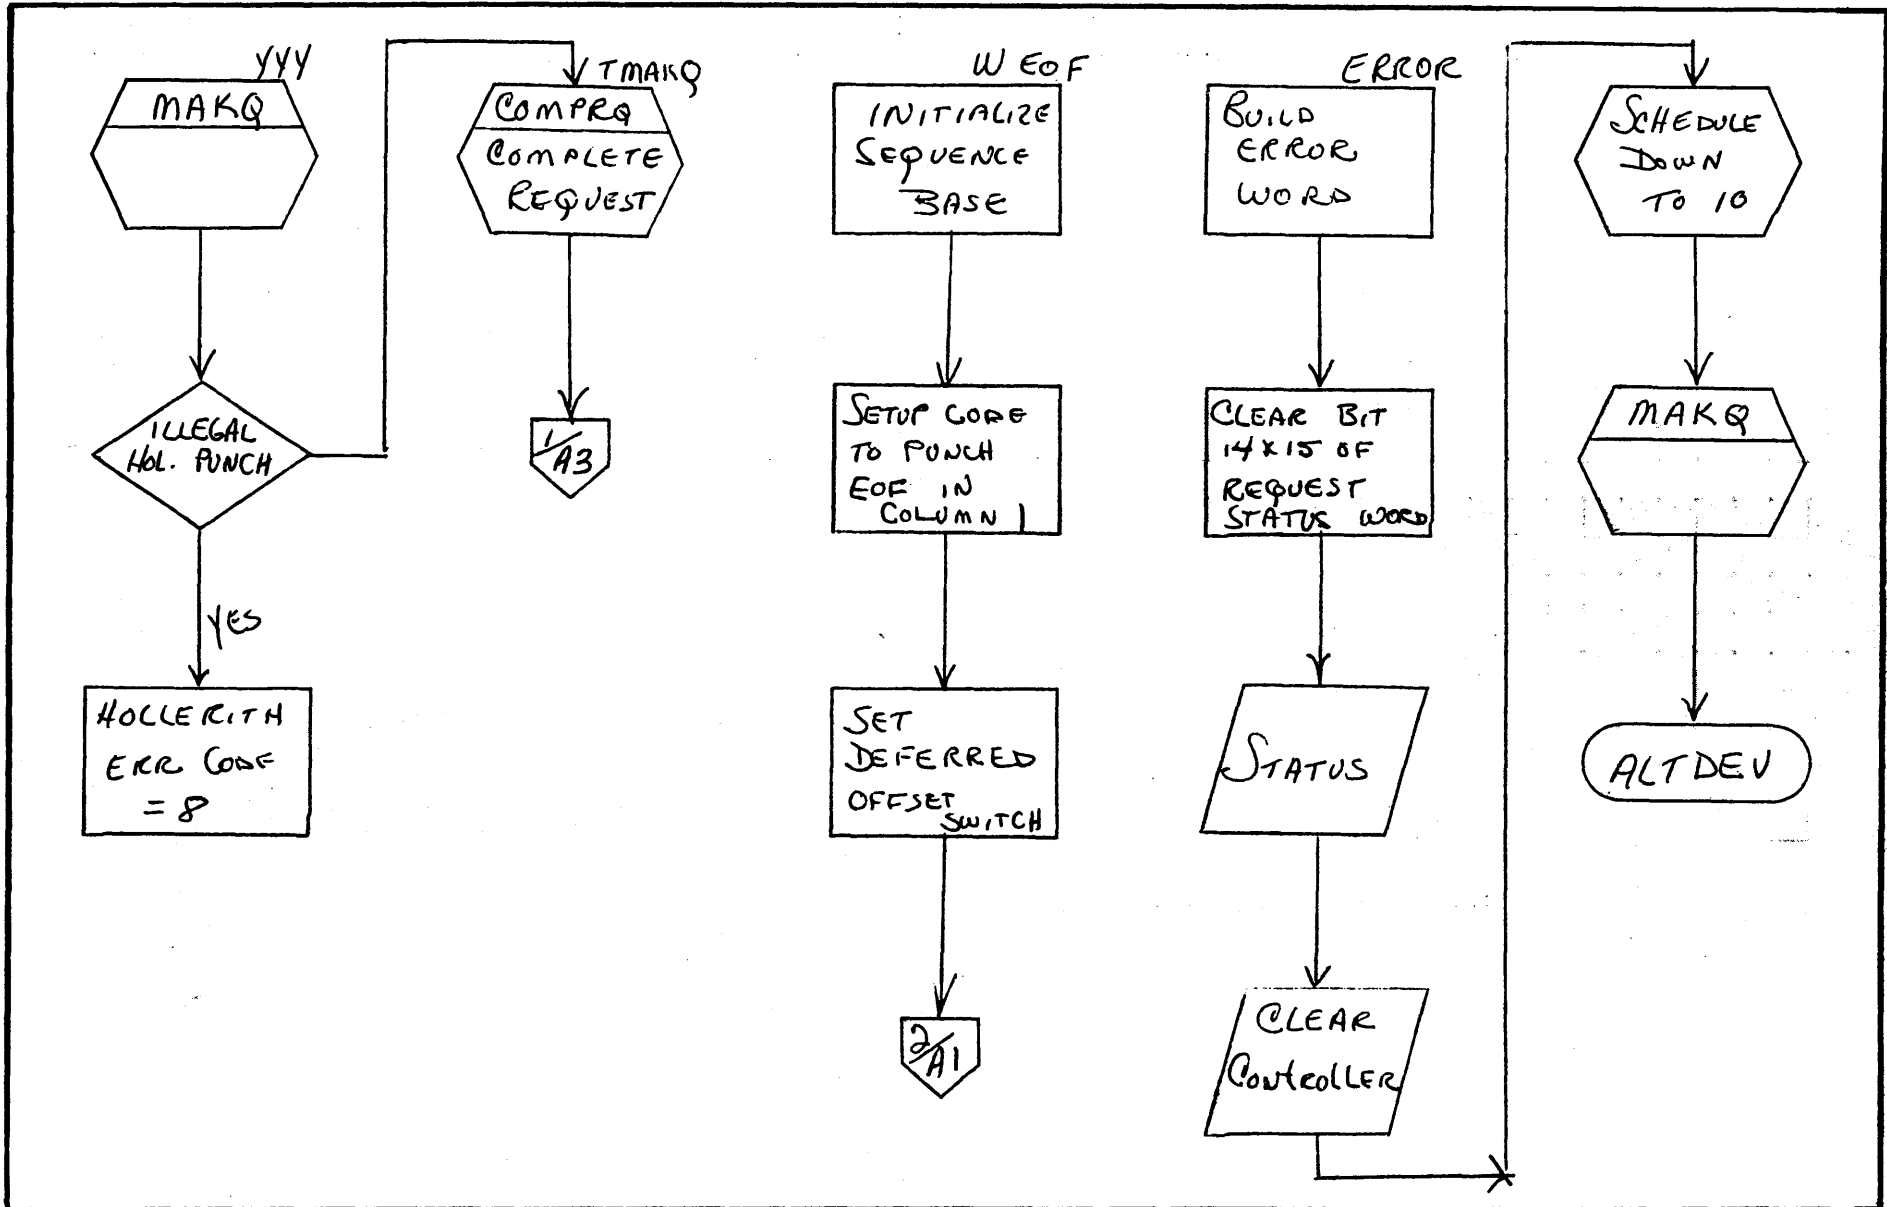 YYY
MAKQ
ILLEGAL
HOL. PUNCH
YES
HOLLERITH
ERR CODE
= 8
TMAKQ
COMPRQ
COMPLETE
REQUEST
1/A3
W EOF
INITIALIZE
SEQUENCE
BASE
SETUP CODE
TO PUNCH
EOF IN
COLUMN 1
SET
DEFERRED
OFFSET
SWITCH
2/A1
ERROR
BUILD
ERROR
WORD
CLEAR BIT
14 & 15 OF
REQUEST
STATUS WORD
STATUS
CLEAR
CONTROLLER
SCHEDULE
DOWN
TO 10
MAKQ
ALTDEV